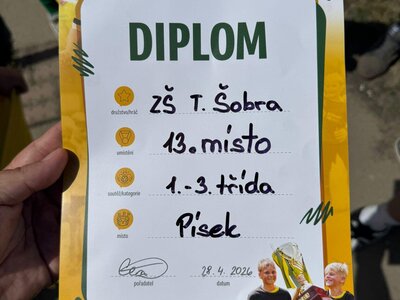 DIPLOM
ZŠ T. Šobra
družstvo/hráč
13. místo
umístění
1.-3. třída
soutěž/kategorie
Písek
místo
28. 4. 2026
pořadatel
datum